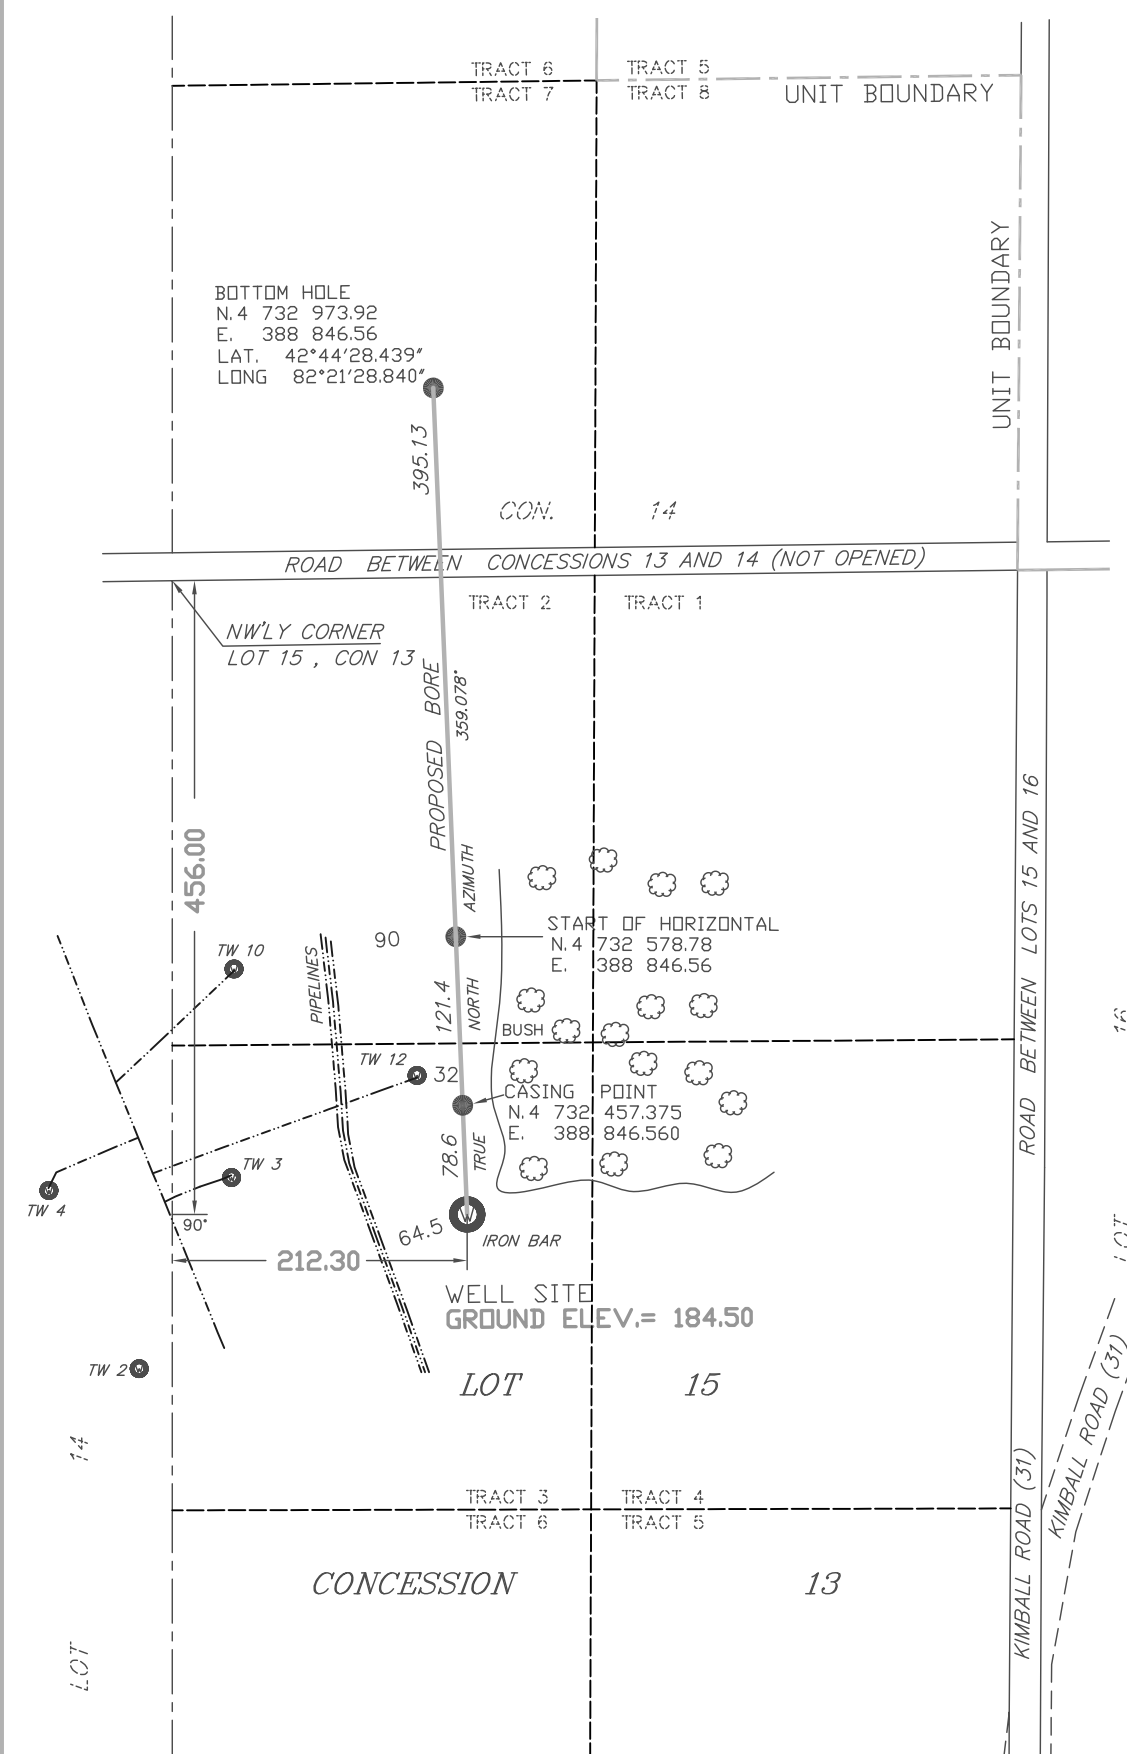 TRACT 6
TRACT 5
TRACT 7
TRACT 8
UNIT BOUNDARY
UNIT BOUNDARY
BOTTOM HOLE
N.4 732 973.92
E. 388 846.56
LAT. 42°44'28.439"
LONG 82°21'28.840"
395.13
CON. 14
ROAD BETWEEN CONCESSIONS 13 AND 14 (NOT OPENED)
TRACT 2
TRACT 1
NW'LY CORNER
LOT 15 , CON 13
PROPOSED BORE
359.078°
456.00
AZIMUTH
ROAD BETWEEN LOTS 15 AND 16
START OF HORIZONTAL
N.4 732 578.78
E. 388 846.56
90
TW 10
PIPELINES
121.4
NORTH
BUSH
16
TW 12
32
CASING POINT
N.4 732 457.375
E. 388 846.560
78.6
TRUE
TW 3
TW 4
90°
64.5
IRON BAR
LOT
212.30
WELL SITE
GROUND ELEV.= 184.50
TW 2
LOT 15
KIMBALL ROAD (31)
14
KIMBALL ROAD (31)
TRACT 3
TRACT 4
TRACT 6
TRACT 5
CONCESSION 13
LOT